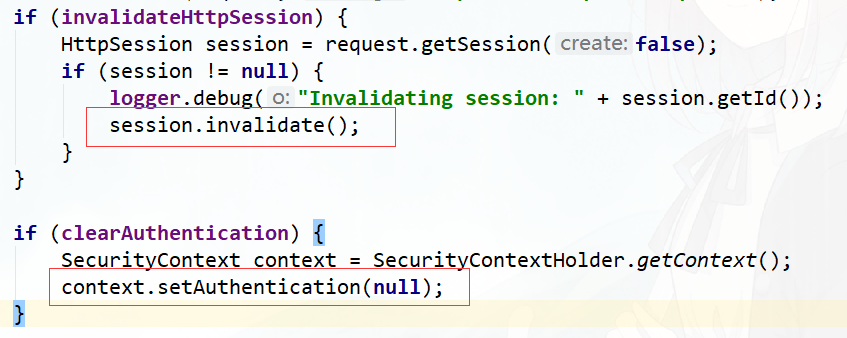 if (invalidateHttpSession) {
HttpSession session = request.getSession( create: false);
if (session != null) {
logger.debug( o: "Invalidating session: " + session.getId());
session.invalidate();
}
}
if (clearAuthentication) {
SecurityContext context = SecurityContextHolder.getContext();
context.setAuthentication(null);
}